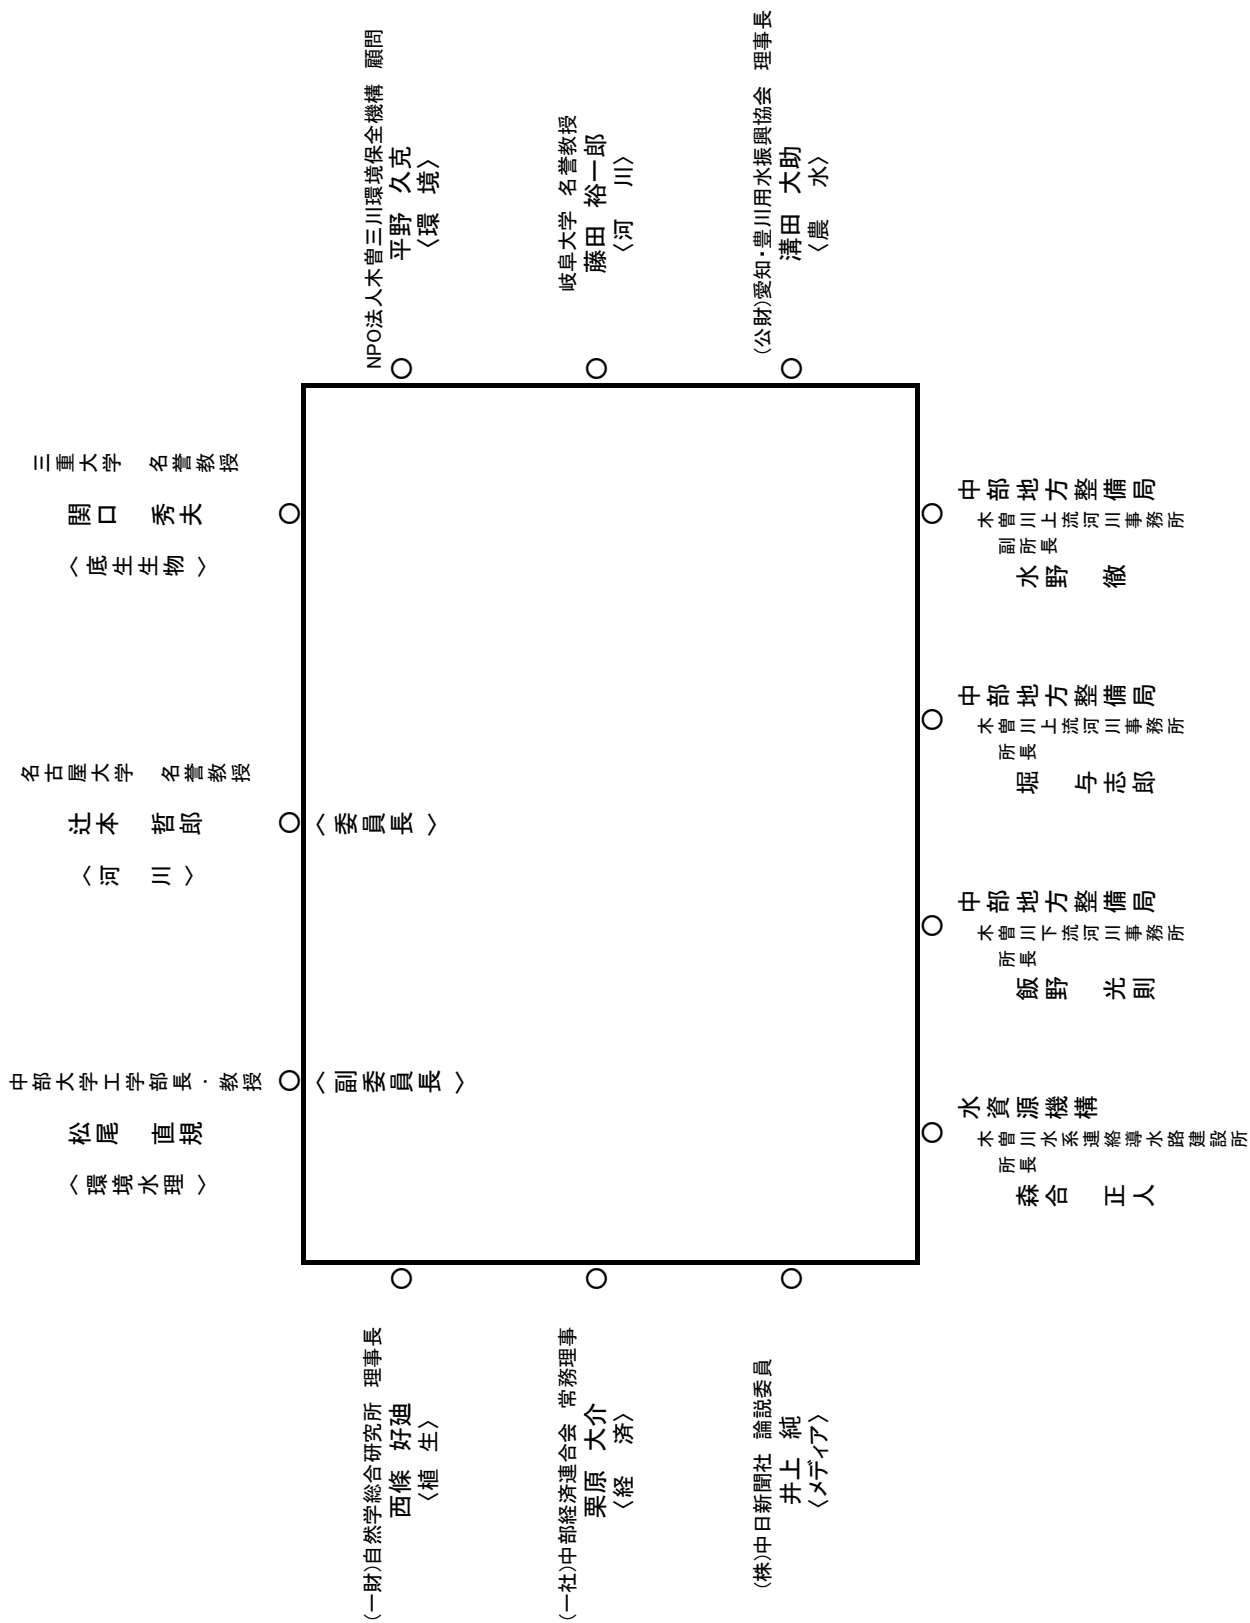 NPO法人木曽三川環境保全機構　顧問
平野　久克
〈環　境〉
岐阜大学　名誉教授
藤田　裕一郎
〈河　川〉
(公財)愛知・豊川用水振興協会　理事長
溝田　大助
〈農　水〉
三重大学　名誉教授
関口　秀夫
〈底生生物〉
名古屋大学　名誉教授
辻本　哲郎
〈河　川〉
〈委員長〉
中部大学工学部長・教授
松尾　直規
〈環境水理〉
〈副委員長〉
中部地方整備局
木曽川上流河川事務所
副所長
水野　徹
中部地方整備局
木曽川上流河川事務所
所長
堀　与志郎
中部地方整備局
木曽川下流河川事務所
所長
飯野　光則
水資源機構
木曽川水系連絡導水路建設所
所長
森合　正人
(一財)自然学総合研究所　理事長
西條　好廸
〈植　生〉
(一社)中部経済連合会　常務理事
栗原　大介
〈経　済〉
(株)中日新聞社　論説委員
井上　純
〈メディア〉